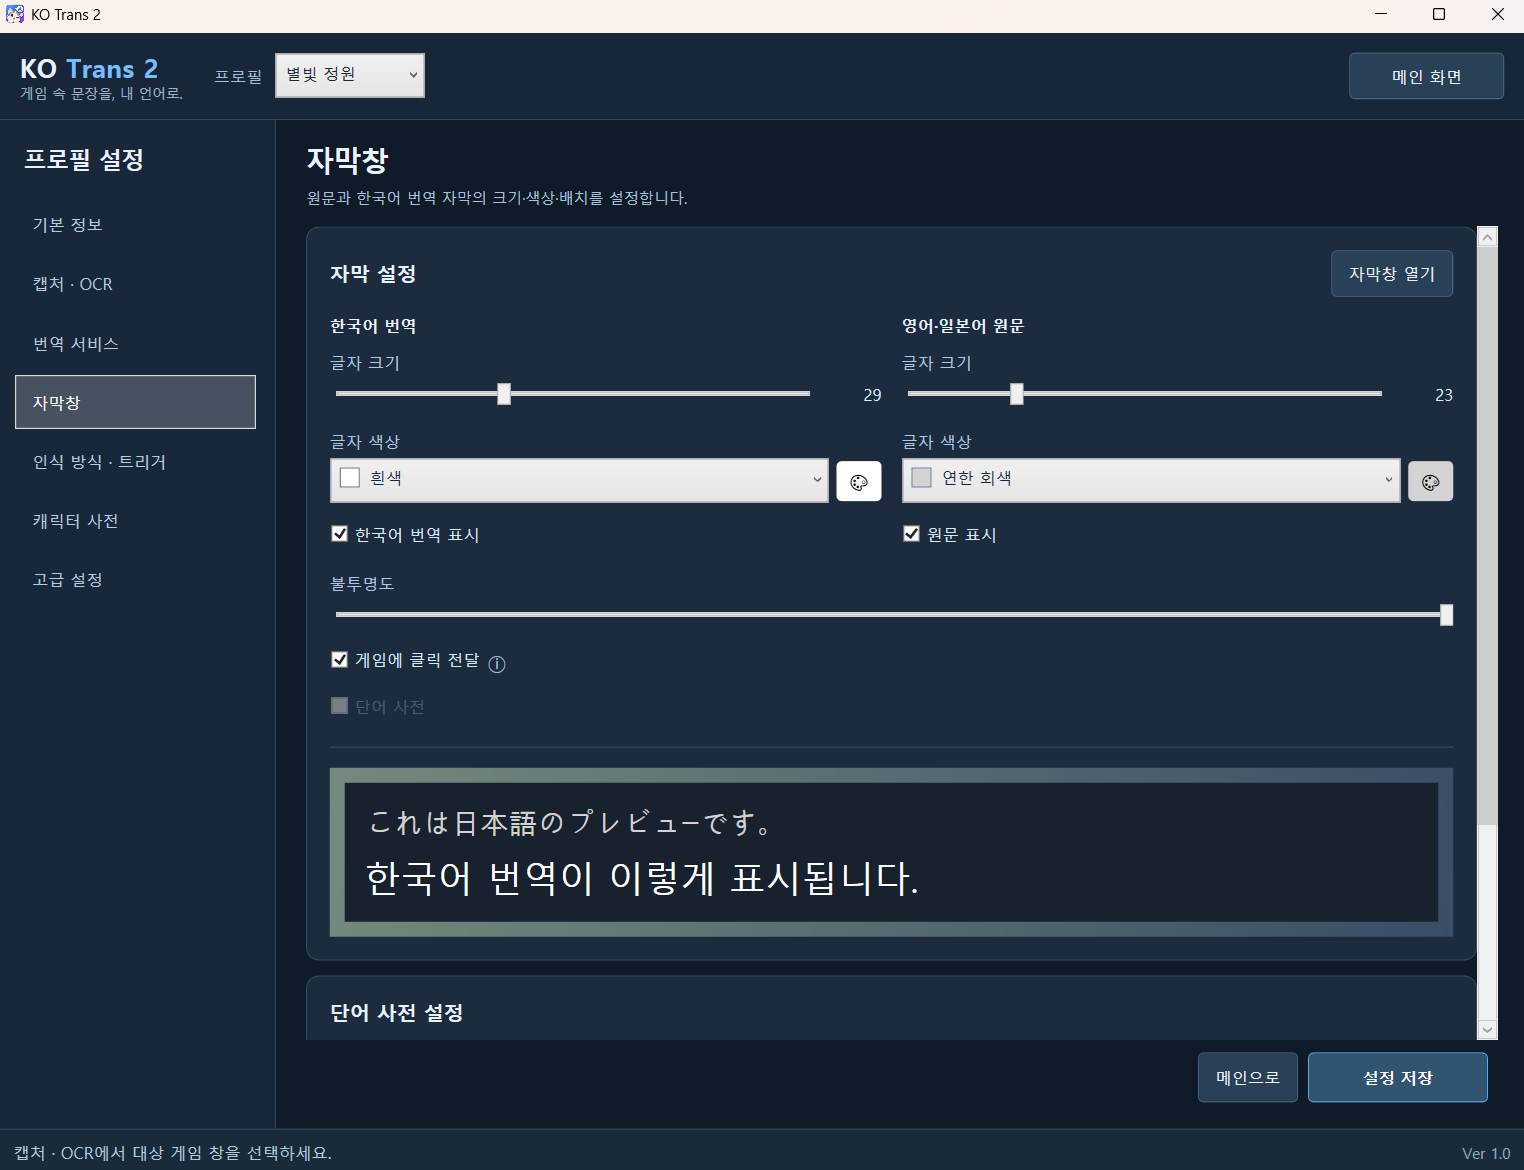 KO Trans 2
KO Trans 2
게임 속 문장을, 내 언어로.
프로필
별빛 정원
메인 화면
프로필 설정
기본 정보
캡처 · OCR
번역 서비스
자막창
인식 방식 · 트리거
캐릭터 사전
고급 설정
자막창
원문과 한국어 번역 자막의 크기·색상·배치를 설정합니다.
자막 설정
자막창 열기
한국어 번역
글자 크기
29
글자 색상
흰색
한국어 번역 표시
영어·일본어 원문
글자 크기
23
글자 색상
연한 회색
원문 표시
불투명도
게임에 클릭 전달
단어 사전
これは日本語のプレビューです。
한국어 번역이 이렇게 표시됩니다.
단어 사전 설정
메인으로
설정 저장
캡처 · OCR에서 대상 게임 창을 선택하세요.
Ver 1.0